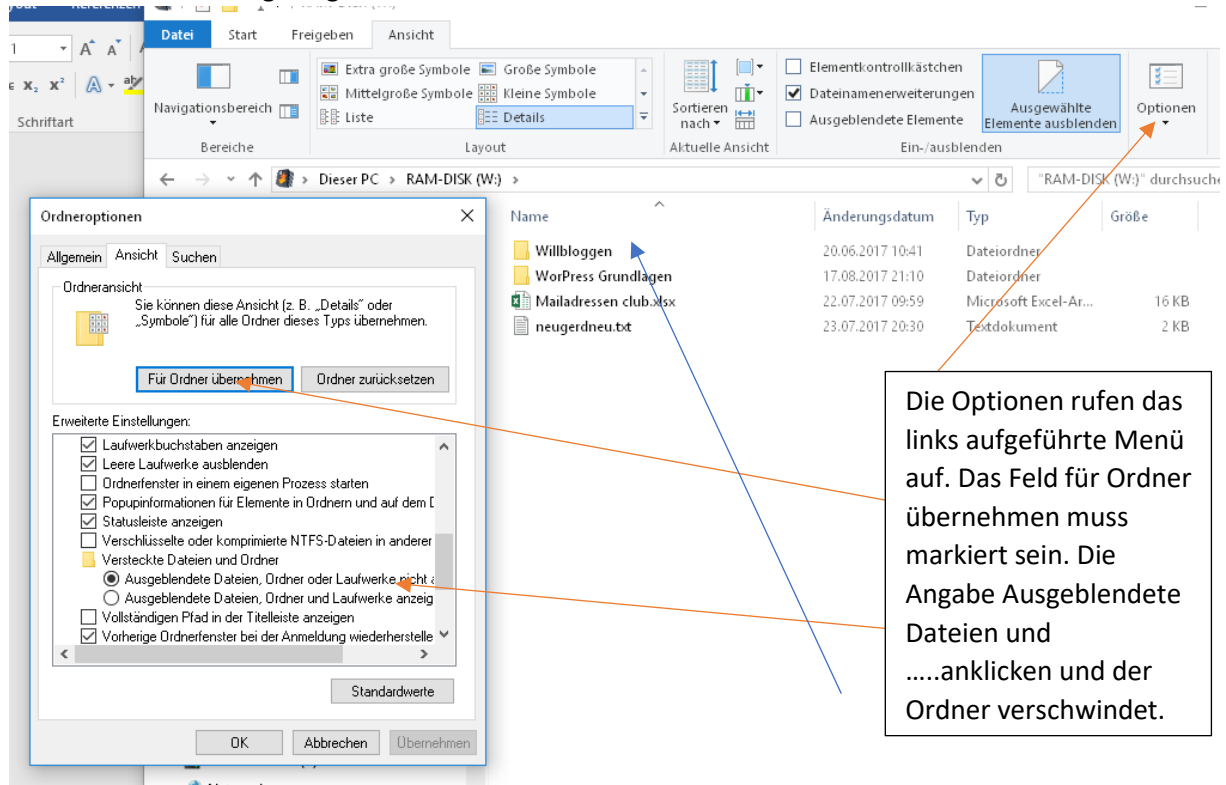 Datei Start Freigeben Ansicht
1 A A
x₂ x² A ab
Schriftart
Navigationsbereich
Extra große Symbole Große Symbole
Mittelgroße Symbole Kleine Symbole
Liste Details
Sortieren
nach
Elementkontrollkästchen
Dateinamenerweiterungen
Ausgeblendete Elemente
Ausgewählte
Elemente ausblenden
Optionen
Bereiche Layout Aktuelle Ansicht Ein-/ausblenden
Dieser PC > RAM-DISK (W:) >
"RAM-DISK (W:)" durchsuche
Name Änderungsdatum Typ Größe
Willbloggen 20.06.2017 10:41 Dateiordner
WorPress Grundlagen 17.08.2017 21:10 Dateiordner
Mailadressen club.xlsx 22.07.2017 09:59 Microsoft Excel-Ar... 16 KB
neugerdneu.txt 23.07.2017 20:30 Textdokument 2 KB
Ordneroptionen
Allgemein Ansicht Suchen
Ordneransicht
Sie können diese Ansicht (z. B. „Details" oder
„Symbole") für alle Ordner dieses Typs übernehmen.
Für Ordner übernehmen Ordner zurücksetzen
Erweiterte Einstellungen:
Laufwerkbuchstaben anzeigen
Leere Laufwerke ausblenden
Ordnerfenster in einem eigenen Prozess starten
Popupinformationen für Elemente in Ordnern und auf dem D
Statusleiste anzeigen
Verschlüsselte oder komprimierte NTFS-Dateien in anderer
Versteckte Dateien und Ordner
Ausgeblendete Dateien, Ordner oder Laufwerke nicht a
Ausgeblendete Dateien, Ordner und Laufwerke anzeig
Vollständigen Pfad in der Titelleiste anzeigen
Vorherige Ordnerfenster bei der Anmeldung wiederherstelle
Standardwerte
OK Abbrechen Übernehmen
Die Optionen rufen das
links aufgeführte Menü
auf. Das Feld für Ordner
übernehmen muss
markiert sein. Die
Angabe Ausgeblendete
Dateien und
…..anklicken und der
Ordner verschwindet.